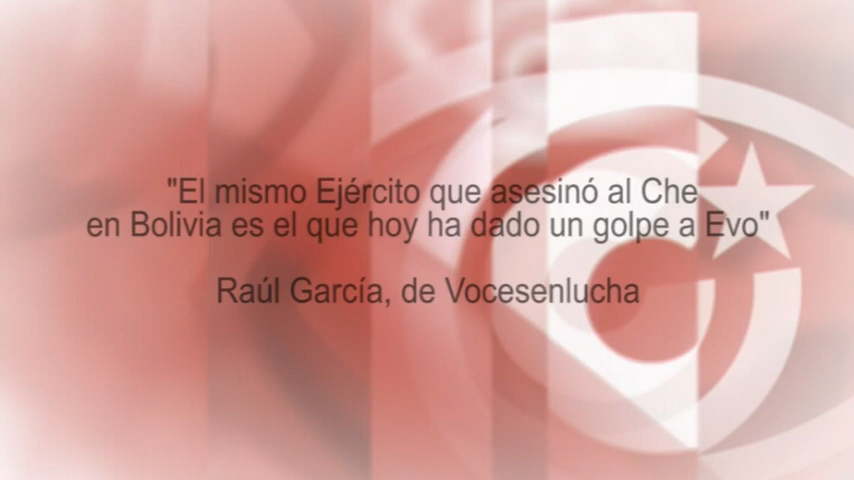 "El mismo Ejército que asesinó al Che
en Bolivia es el que hoy ha dado un golpe a Evo"
Raúl García, de Vocesenlucha